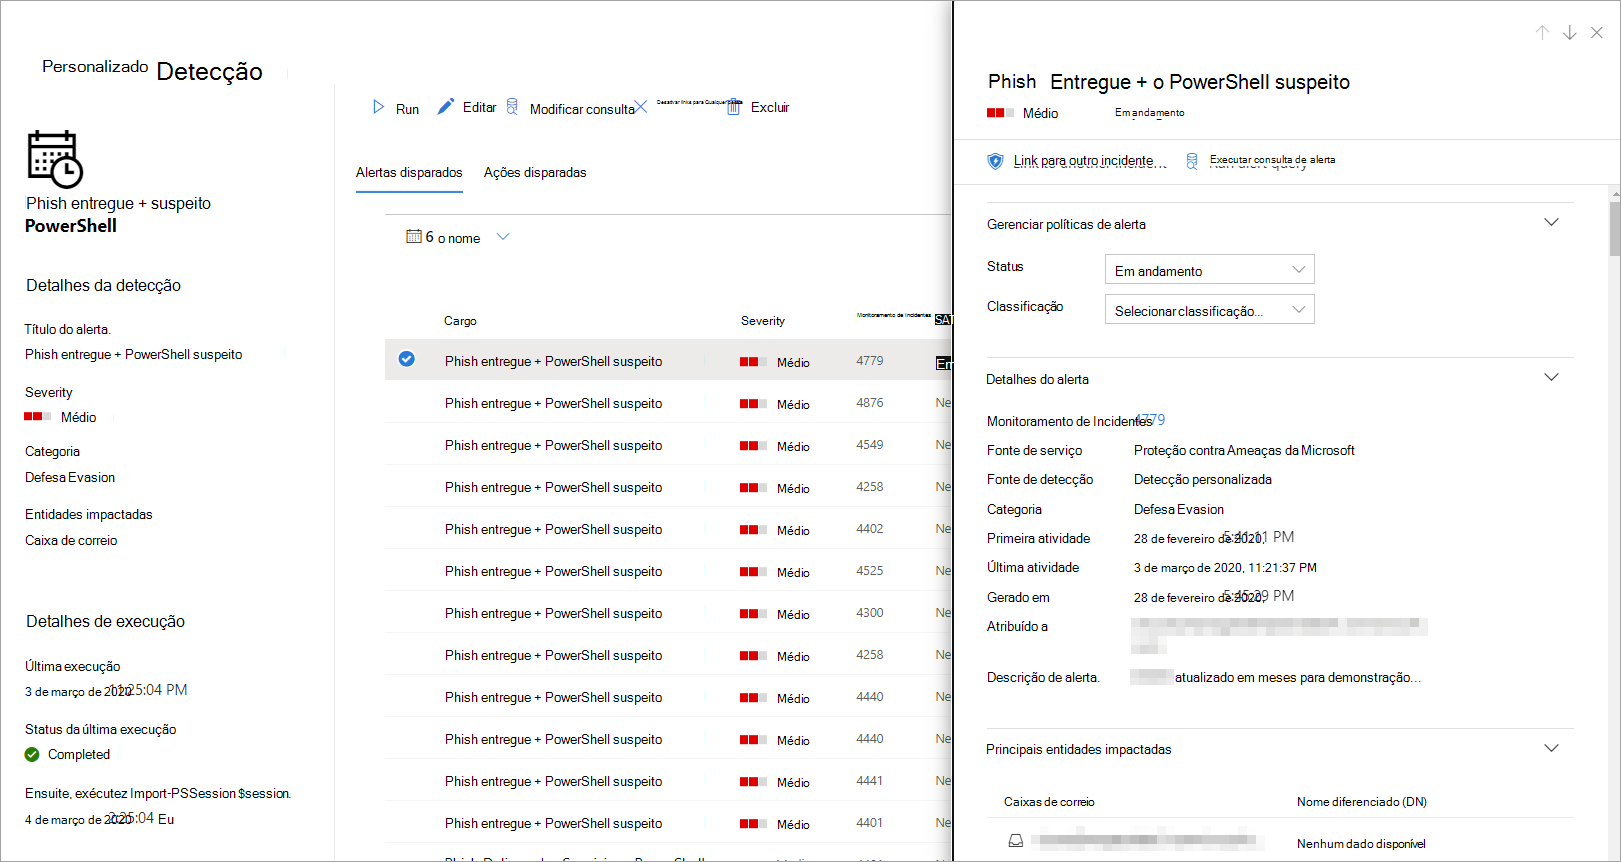 Personalizado Detecção
Phish entregue + suspeito
PowerShell
Detalhes da detecção
Título do alerta.
Phish entregue + PowerShell suspeito
Severity
Médio
Categoria
Defesa Evasion
Entidades impactadas
Caixa de correio
Detalhes de execução
Última execução
3 de março de 2020 11:25:04 PM
Status da última execução
Completed
Ensuite, exécutez Import-PSSession $session.
4 de março de 2020 2:25:04 Eu
Run Editar Modificar consulta Desativar links para Qualquer pessoa Excluir
Alertas disparados Ações disparadas
6 o nome
Cargo Severity Monitoramento de Incidentes SAT
Phish entregue + PowerShell suspeito Médio 4779 Em
Phish entregue + PowerShell suspeito Médio 4876 Ne
Phish entregue + PowerShell suspeito Médio 4549 Ne
Phish entregue + PowerShell suspeito Médio 4258 Ne
Phish entregue + PowerShell suspeito Médio 4402 Ne
Phish entregue + PowerShell suspeito Médio 4525 Ne
Phish entregue + PowerShell suspeito Médio 4300 Ne
Phish entregue + PowerShell suspeito Médio 4258 Ne
Phish entregue + PowerShell suspeito Médio 4440 Ne
Phish entregue + PowerShell suspeito Médio 4440 Ne
Phish entregue + PowerShell suspeito Médio 4441 Ne
Phish entregue + PowerShell suspeito Médio 4401 Ne
Phish Entregue + o PowerShell suspeito
Médio Em andamento
Link para outro incidente Executar consulta de alerta
Gerenciar políticas de alerta
Status Em andamento
Classificação Selecionar classificação...
Detalhes do alerta
Monitoramento de Incidentes 4779
Fonte de serviço Proteção contra Ameaças da Microsoft
Fonte de detecção Detecção personalizada
Categoria Defesa Evasion
Primeira atividade 28 de fevereiro de 2020, 5:41:11 PM
Última atividade 3 de março de 2020, 11:21:37 PM
Gerado em 28 de fevereiro de 2020, 5:45:29 PM
Atribuído a
Descrição de alerta. atualizado em meses para demonstração...
Principais entidades impactadas
Caixas de correio Nome diferenciado (DN)
Nenhum dado disponível